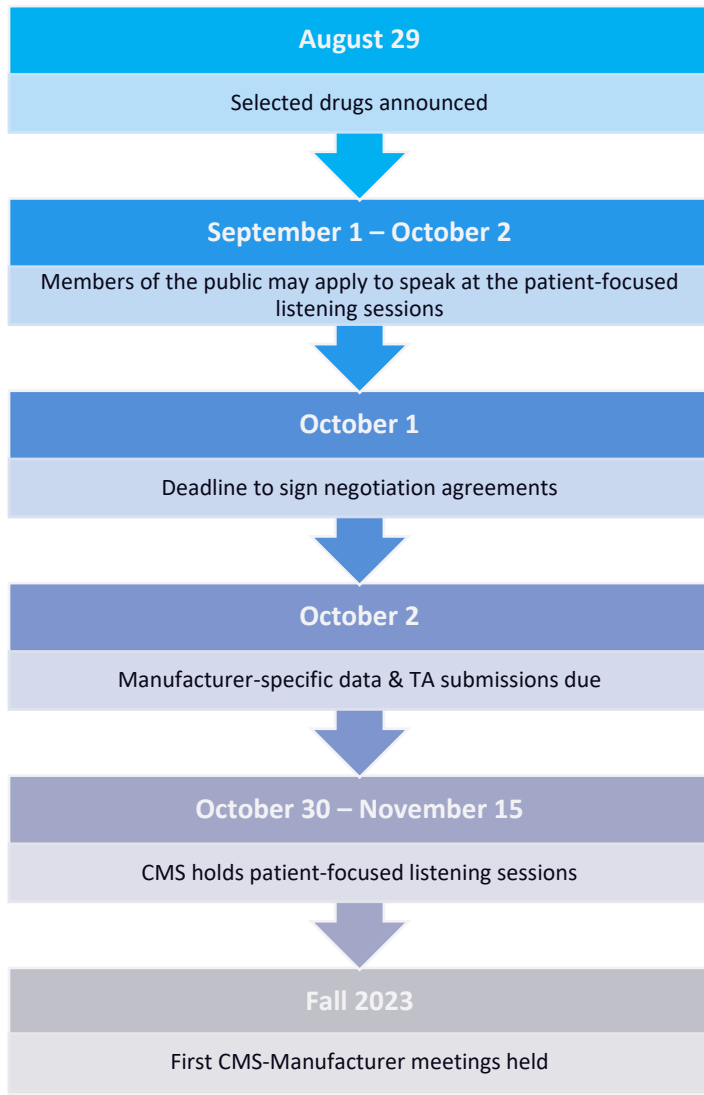 August 29
Selected drugs announced
September 1 – October 2
Members of the public may apply to speak at the patient-focused
listening sessions
October 1
Deadline to sign negotiation agreements
October 2
Manufacturer-specific data & TA submissions due
October 30 – November 15
CMS holds patient-focused listening sessions
Fall 2023
First CMS-Manufacturer meetings held